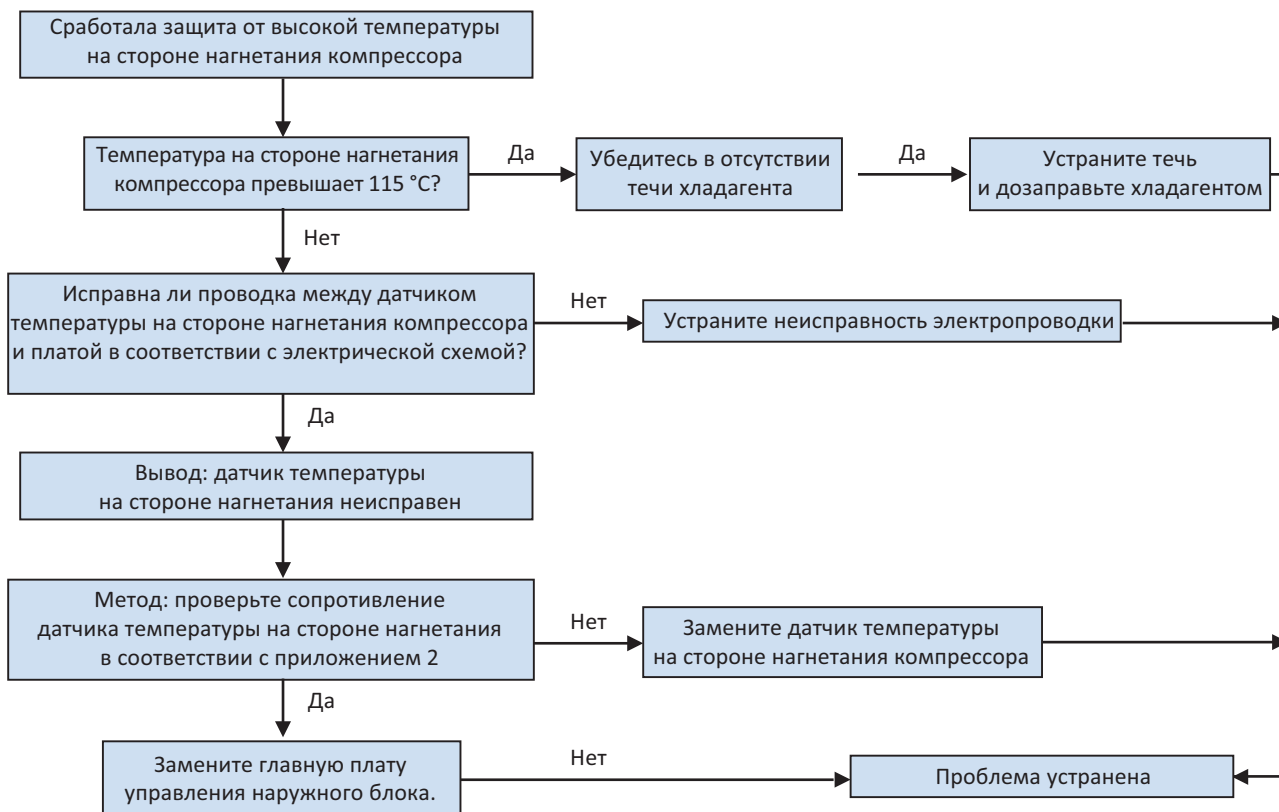 Сработала защита от высокой температуры
на стороне нагнетания компрессора
Температура на стороне нагнетания
компрессора превышает 115 °C?
Да
Убедитесь в отсутствии
течи хладагента
Да
Устраните течь
и дозаправьте хладагентом
Нет
Исправна ли проводка между датчиком
температуры на стороне нагнетания компрессора
и платой в соответствии с электрической схемой?
Нет
Устраните неисправность электропроводки
Да
Вывод: датчик температуры
на стороне нагнетания неисправен
Метод: проверьте сопротивление
датчика температуры на стороне нагнетания
в соответствии с приложением 2
Нет
Замените датчик температуры
на стороне нагнетания компрессора
Да
Замените главную плату
управления наружного блока.
Нет
Проблема устранена